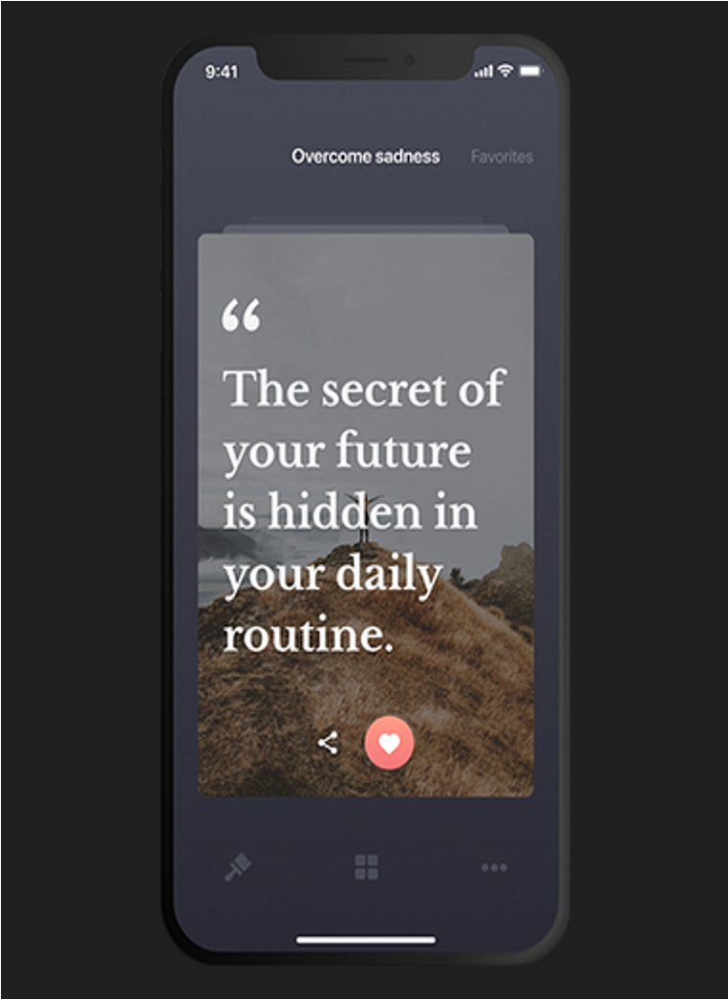 9:41
Overcome sadness
Favorites
“
The secret of
your future
is hidden in
your daily
routine.